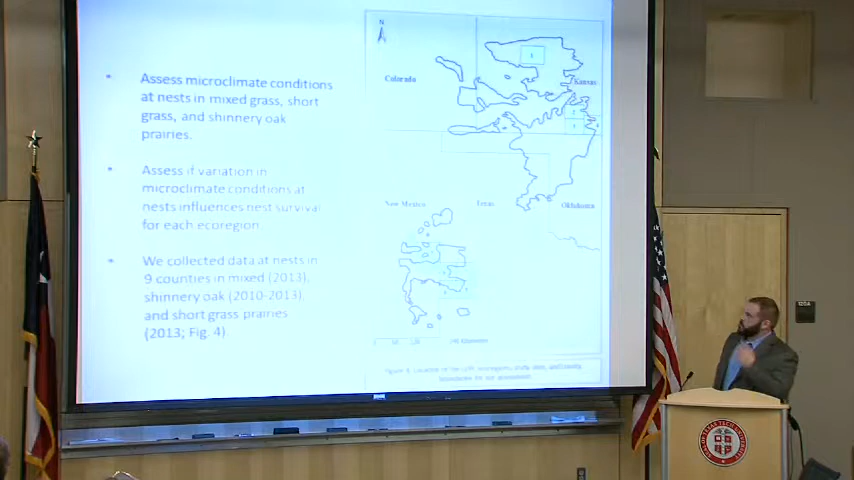 Assess microclimate conditions
at nests in mixed grass, short
grass, and shinnery oak
prairies.
Assess if variation in
microclimate conditions at
nests influences nest survival
for each ecoregion.
We collected data at nests in
9 counties in mixed (2013),
shinnery oak (2010-2013),
and short grass prairies
(2013; Fig. 4).
N
Colorado
Kansas
New Mexico
Texas
Oklahoma